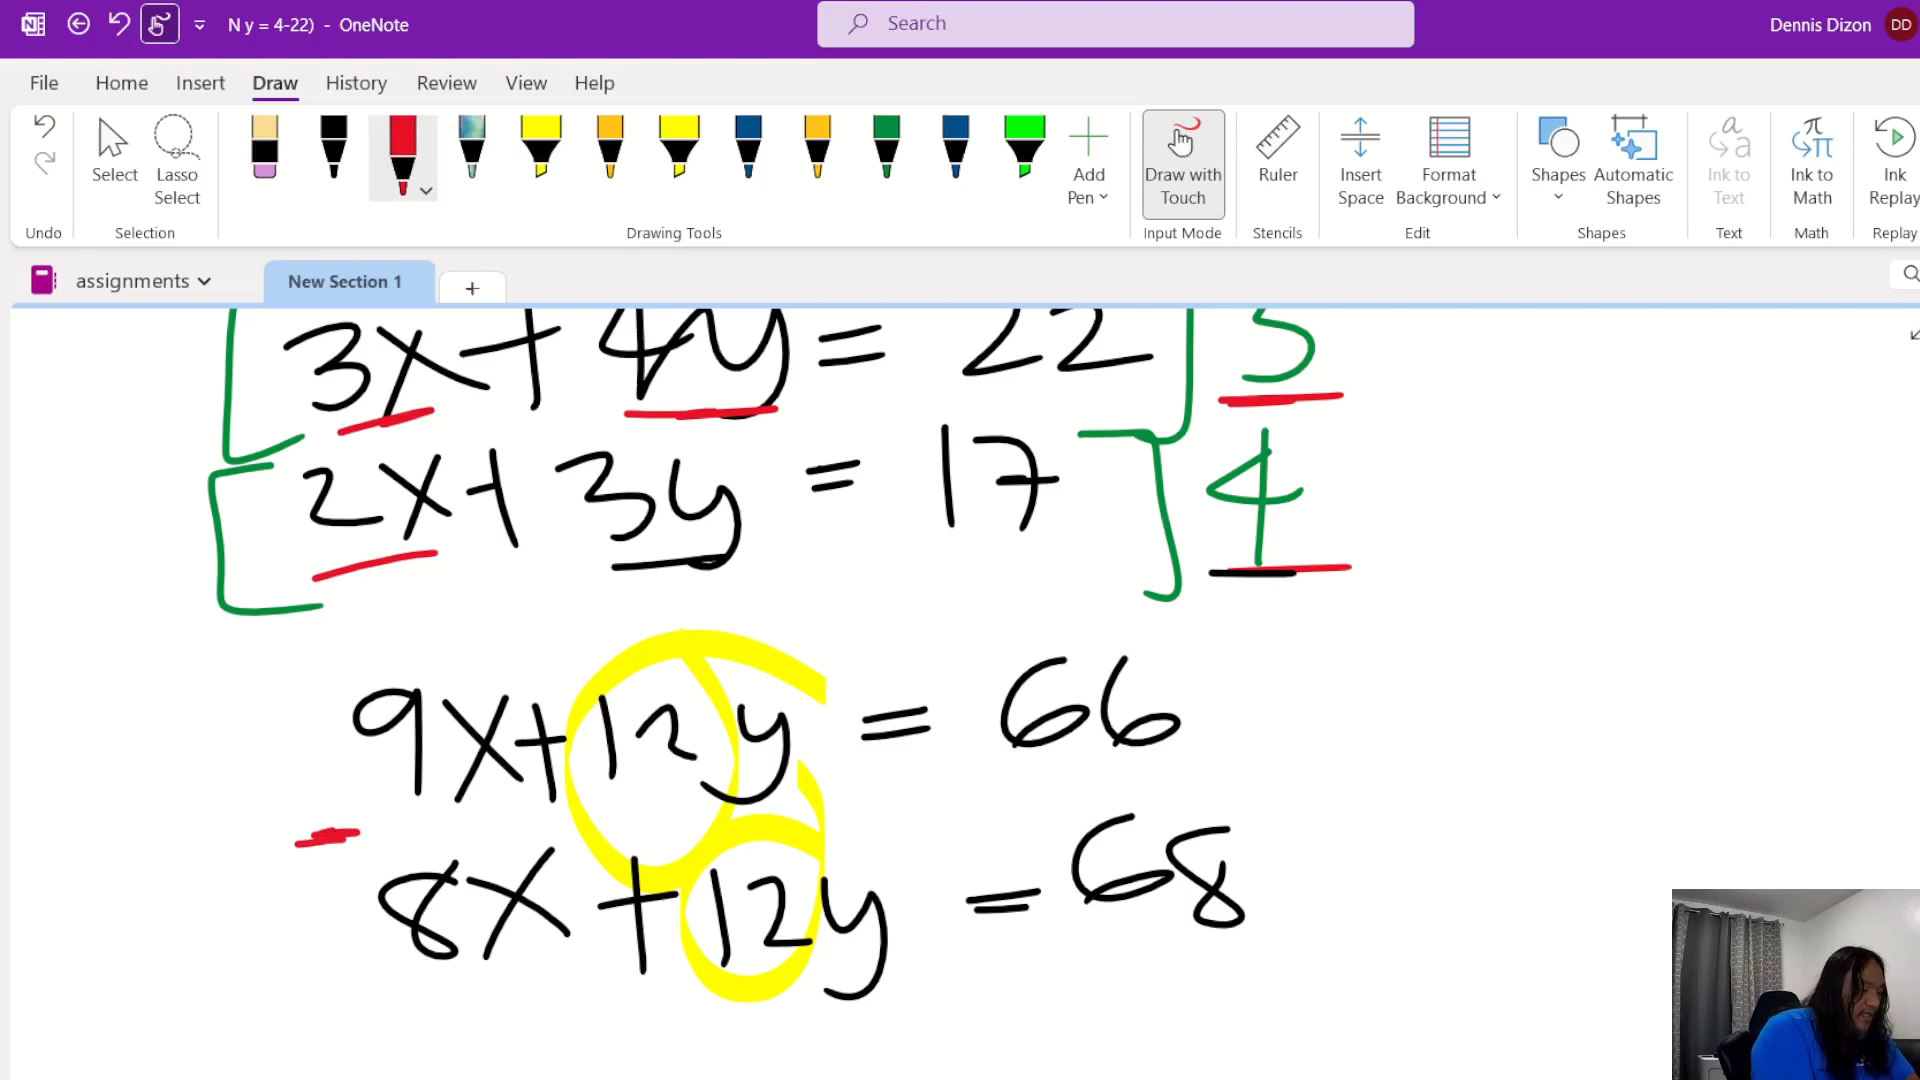 N y = 4-22) - OneNote
Search
Dennis Dizon DD
File Home Insert Draw History Review View Help
Select
Lasso Select
Add Pen
Draw with Touch
Ruler
Insert Space
Format Background
Shapes
Automatic Shapes
Ink to Text
Ink to Math
Ink Replay
Undo Selection Drawing Tools Input Mode Stencils Edit Shapes Text Math Replay
assignments New Section 1 +
3x + 4y = 22 ] 3
2x + 3y = 17 ] 4
9x + 12y = 66
-
8x + 12y = 68